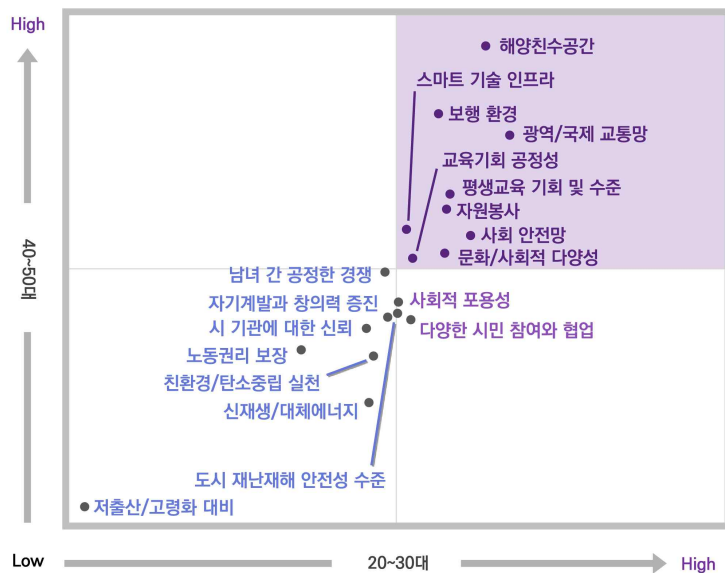 High
해양친수공간
스마트 기술 인프라
보행 환경
광역/국제 교통망
교육기회 공정성
평생교육 기회 및 수준
자원봉사
사회 안전망
문화/사회적 다양성
40~50대
남녀 간 공정한 경쟁
자기계발과 창의력 증진
사회적 포용성
시 기관에 대한 신뢰
다양한 시민 참여와 협업
노동권리 보장
친환경/탄소중립 실천
신재생/대체에너지
도시 재난재해 안전성 수준
저출산/고령화 대비
Low
20~30대
High